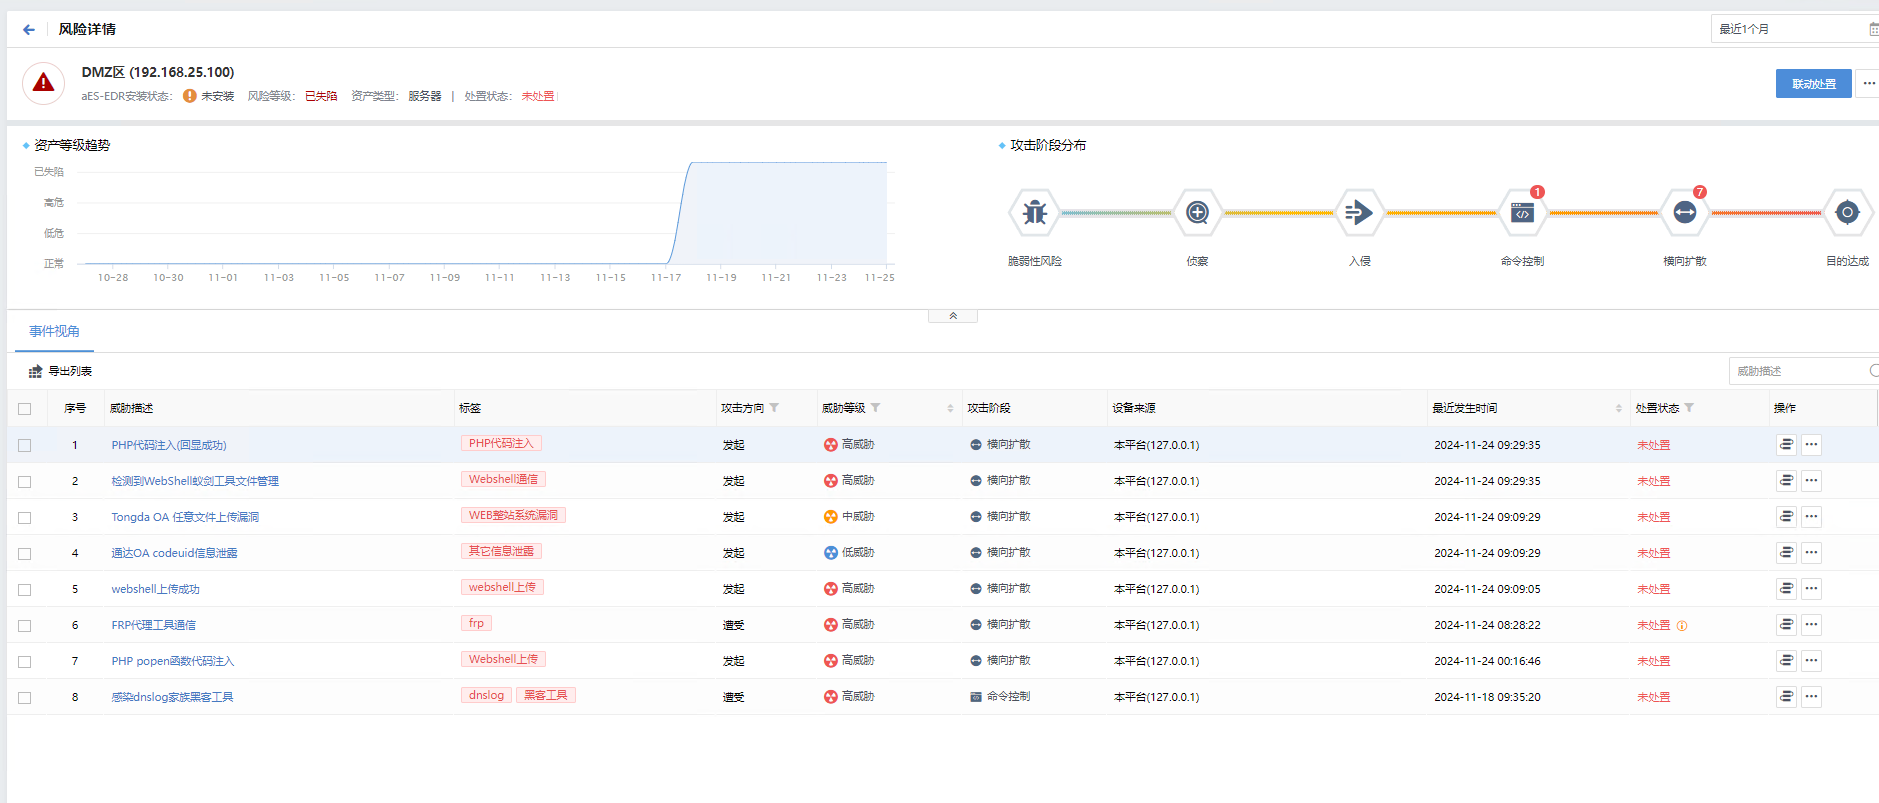 风险详情
最近1个月
DMZ区 (192.168.25.100)
aES-EDR安装状态: 未安装 风险等级: 已失陷 资产类型: 服务器 | 处置状态: 未处置
联动处置
资产等级趋势
已失陷
高危
低危
正常
10-28 10-30 11-01 11-03 11-05 11-07 11-09 11-11 11-13 11-15 11-17 11-19 11-21 11-23 11-25
攻击阶段分布
1 7
脆弱性风险 侦察 入侵 命令控制 横向扩散 目的达成
事件视角
导出列表
威胁描述
序号 威胁描述 标签 攻击方向 威胁等级 攻击阶段 设备来源 最近发生时间 处置状态 操作
1 PHP代码注入(回显成功) PHP代码注入 发起 高威胁 横向扩散 本平台(127.0.0.1) 2024-11-24 09:29:35 未处置
2 检测到WebShell蚁剑工具文件管理 Webshell通信 发起 高威胁 横向扩散 本平台(127.0.0.1) 2024-11-24 09:29:35 未处置
3 Tongda OA 任意文件上传漏洞 WEB整站系统漏洞 发起 中威胁 横向扩散 本平台(127.0.0.1) 2024-11-24 09:09:29 未处置
4 通达OA codeuid信息泄露 其它信息泄露 发起 低威胁 横向扩散 本平台(127.0.0.1) 2024-11-24 09:09:29 未处置
5 webshell上传成功 webshell上传 发起 高威胁 横向扩散 本平台(127.0.0.1) 2024-11-24 09:09:05 未处置
6 FRP代理工具通信 frp 遭受 高威胁 横向扩散 本平台(127.0.0.1) 2024-11-24 08:28:22 未处置
7 PHP popen函数代码注入 Webshell上传 发起 高威胁 横向扩散 本平台(127.0.0.1) 2024-11-24 00:16:46 未处置
8 感染dnslog家族黑客工具 dnslog 黑客工具 遭受 高威胁 命令控制 本平台(127.0.0.1) 2024-11-18 09:35:20 未处置